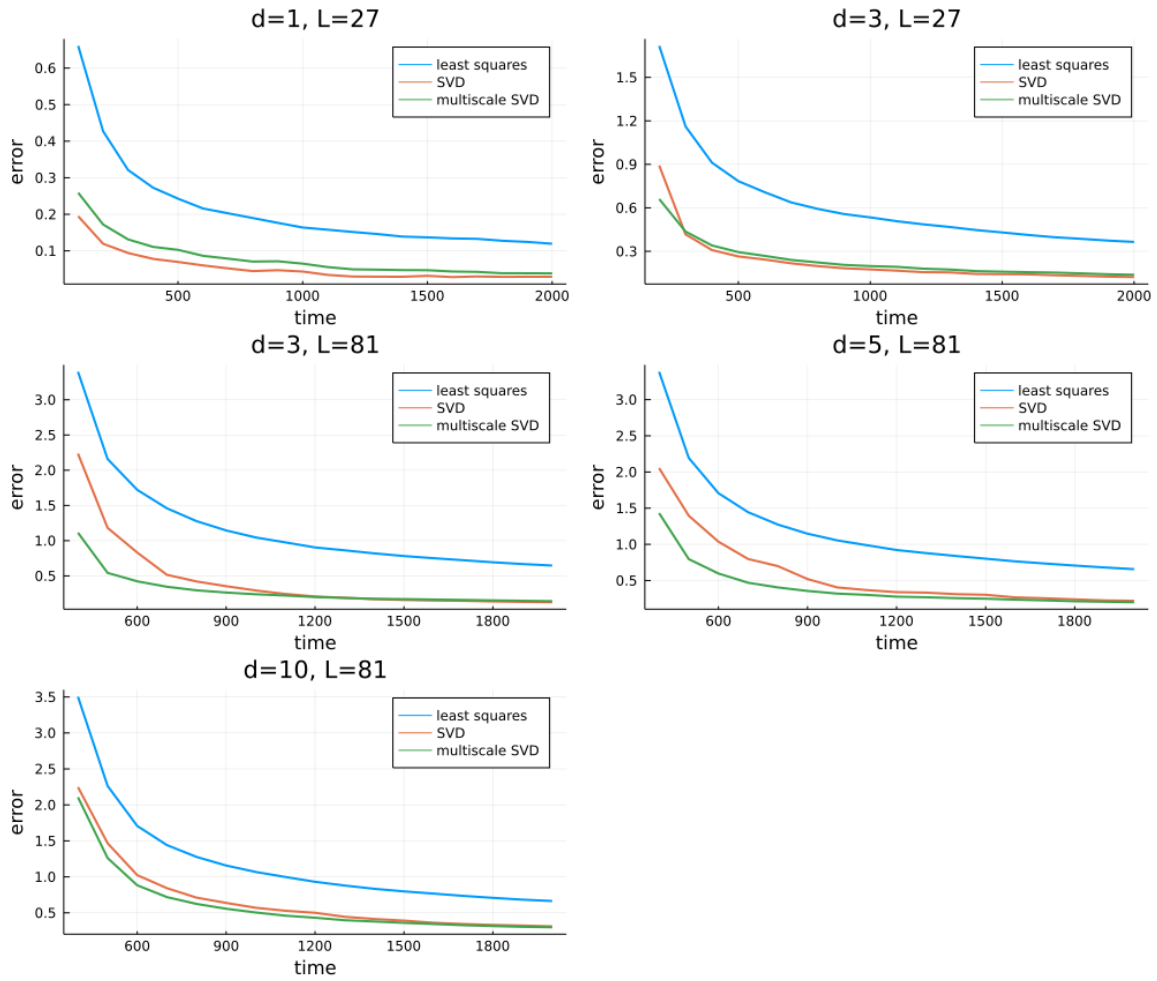 d=1, L=27
error
0.6
0.5
0.4
0.3
0.2
0.1
least squares
SVD
multiscale SVD
500
1000
1500
2000
time
d=3, L=27
error
1.5
1.2
0.9
0.6
0.3
least squares
SVD
multiscale SVD
500
1000
1500
2000
time
d=3, L=81
error
3.0
2.5
2.0
1.5
1.0
0.5
least squares
SVD
multiscale SVD
600
900
1200
1500
1800
time
d=5, L=81
error
3.0
2.5
2.0
1.5
1.0
0.5
least squares
SVD
multiscale SVD
600
900
1200
1500
1800
time
d=10, L=81
error
3.5
3.0
2.5
2.0
1.5
1.0
0.5
least squares
SVD
multiscale SVD
600
900
1200
1500
1800
time